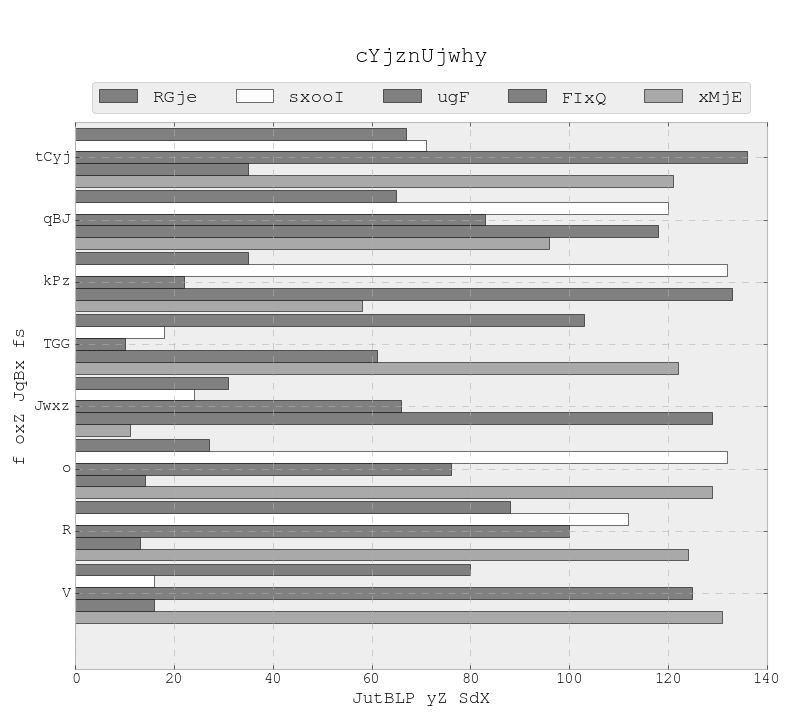 cYjznUjwhy
RGje sxooI ugF FIxQ xMjE
tCyj
qBJ
kPz
TGG
Jwxz
o
R
V
f oxZ JqBx fs
0 20 40 60 80 100 120 140
JutBLP yZ SdX